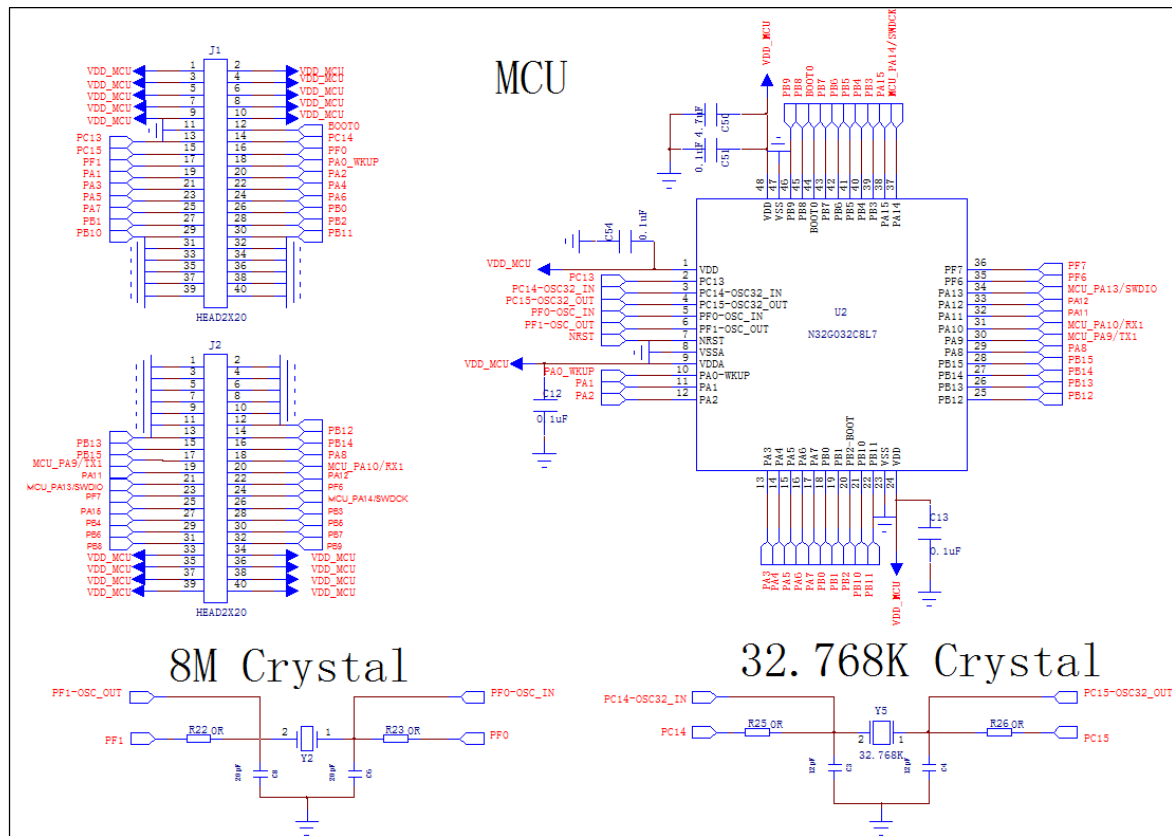 MCU
J1
VDD_MCU 1 2 VDD_MCU
VDD_MCU 3 4 VDD_MCU
VDD_MCU 5 6 VDD_MCU
VDD_MCU 7 8 VDD_MCU
VDD_MCU 9 10 VDD_MCU
11 12 BOOT0
PC13 13 14 PC14
PC15 15 16 PF0
PF1 17 18 PA0_WKUP
PA1 19 20 PA2
PA3 21 22 PA4
PA5 23 24 PA6
PA7 25 26 PB0
PB1 27 28 PB2
PB10 29 30 PB11
31 32
33 34
35 36
37 38
39 40
HEAD2X20
J2
1 2
3 4
5 6
7 8
9 10
11 12
PB13 13 14 PB12
PB15 15 16 PB14
MCU_PA9/TX1 17 18 PA8
PA11 19 20 MCU_PA10/RX1
MCU_PA13/SWDIO 21 22 PA12
PF7 23 24 PF6
PA15 25 26 MCU_PA14/SWDCK
PB4 27 28 PB3
PB6 29 30 PB5
PB8 31 32 PB7
VDD_MCU 33 34 PB9
VDD_MCU 35 36 VDD_MCU
VDD_MCU 37 38 VDD_MCU
VDD_MCU 39 40 VDD_MCU
VDD_MCU
HEAD2X20
VDD_MCU
4.7uF C50
0.1uF C51
PB9 PB8 BOOT0 PB7 PB6 PB5 PB4 PB3 PA15 MCU_PA14/SWDCK
48 47 46 45 44 43 42 41 40 39 38 37
VDD VSS PB9 PB8 BOOT0 PB7 PB6 PB5 PB4 PB3 PA15 PA14
C54 0.1uF
VDD_MCU 1 VDD
PC13 2 PC13
PC14-OSC32_IN 3 PC14-OSC32_IN
PC15-OSC32_OUT 4 PC15-OSC32_OUT
PF0-OSC_IN 5 PF0-OSC_IN
PF1-OSC_OUT 6 PF1-OSC_OUT
NRST 7 NRST
8 VSSA
VDD_MCU 9 VDDA
PA0_WKUP 10 PA0-WKUP
PA1 11 PA1
PA2 12 PA2
C12
0.1uF
U2
N32G032C8L7
PF7 36 PF7
PF6 35 PF6
PA13 34 MCU_PA13/SWDIO
PA12 33 PA12
PA11 32 PA11
PA10 31 MCU_PA10/RX1
PA9 30 MCU_PA9/TX1
PA8 29 PA8
PB15 28 PB15
PB14 27 PB14
PB13 26 PB13
PB12 25 PB12
PA3 PA4 PA5 PA6 PA7 PB0 PB1 PB2-BOOT PB10 PB11 VSS VDD
13 14 15 16 17 18 19 20 21 22 23 24
PA3 PA4 PA5 PA6 PA7 PB0 PB1 PB2 PB10 PB11
VDD_MCU
C13
0.1uF
8M Crystal
PF1-OSC_OUT
PF0-OSC_IN
PF1 R22 0R 2 1 R23 0R PF0
Y2
20pF C8
20pF C6
32.768K Crystal
PC14-OSC32_IN
PC15-OSC32_OUT
Y5
PC14 R25 0R 2 1 R26 0R PC15
32.768K
12pF C3
12pF C4